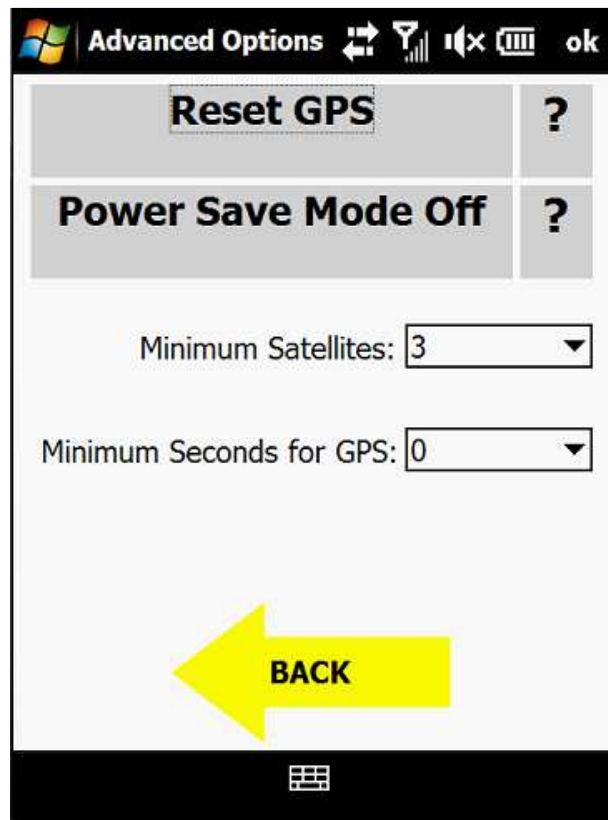 Advanced Options ok
Reset GPS ?
Power Save Mode Off ?
Minimum Satellites: 3
Minimum Seconds for GPS: 0
BACK